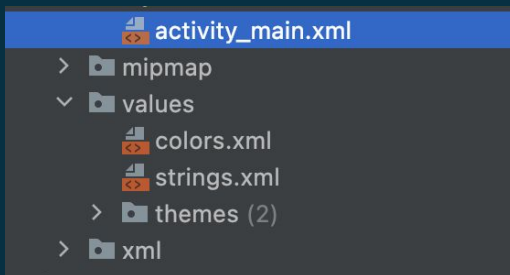 activity_main.xml
mipmap
values
colors.xml
strings.xml
themes (2)
xml